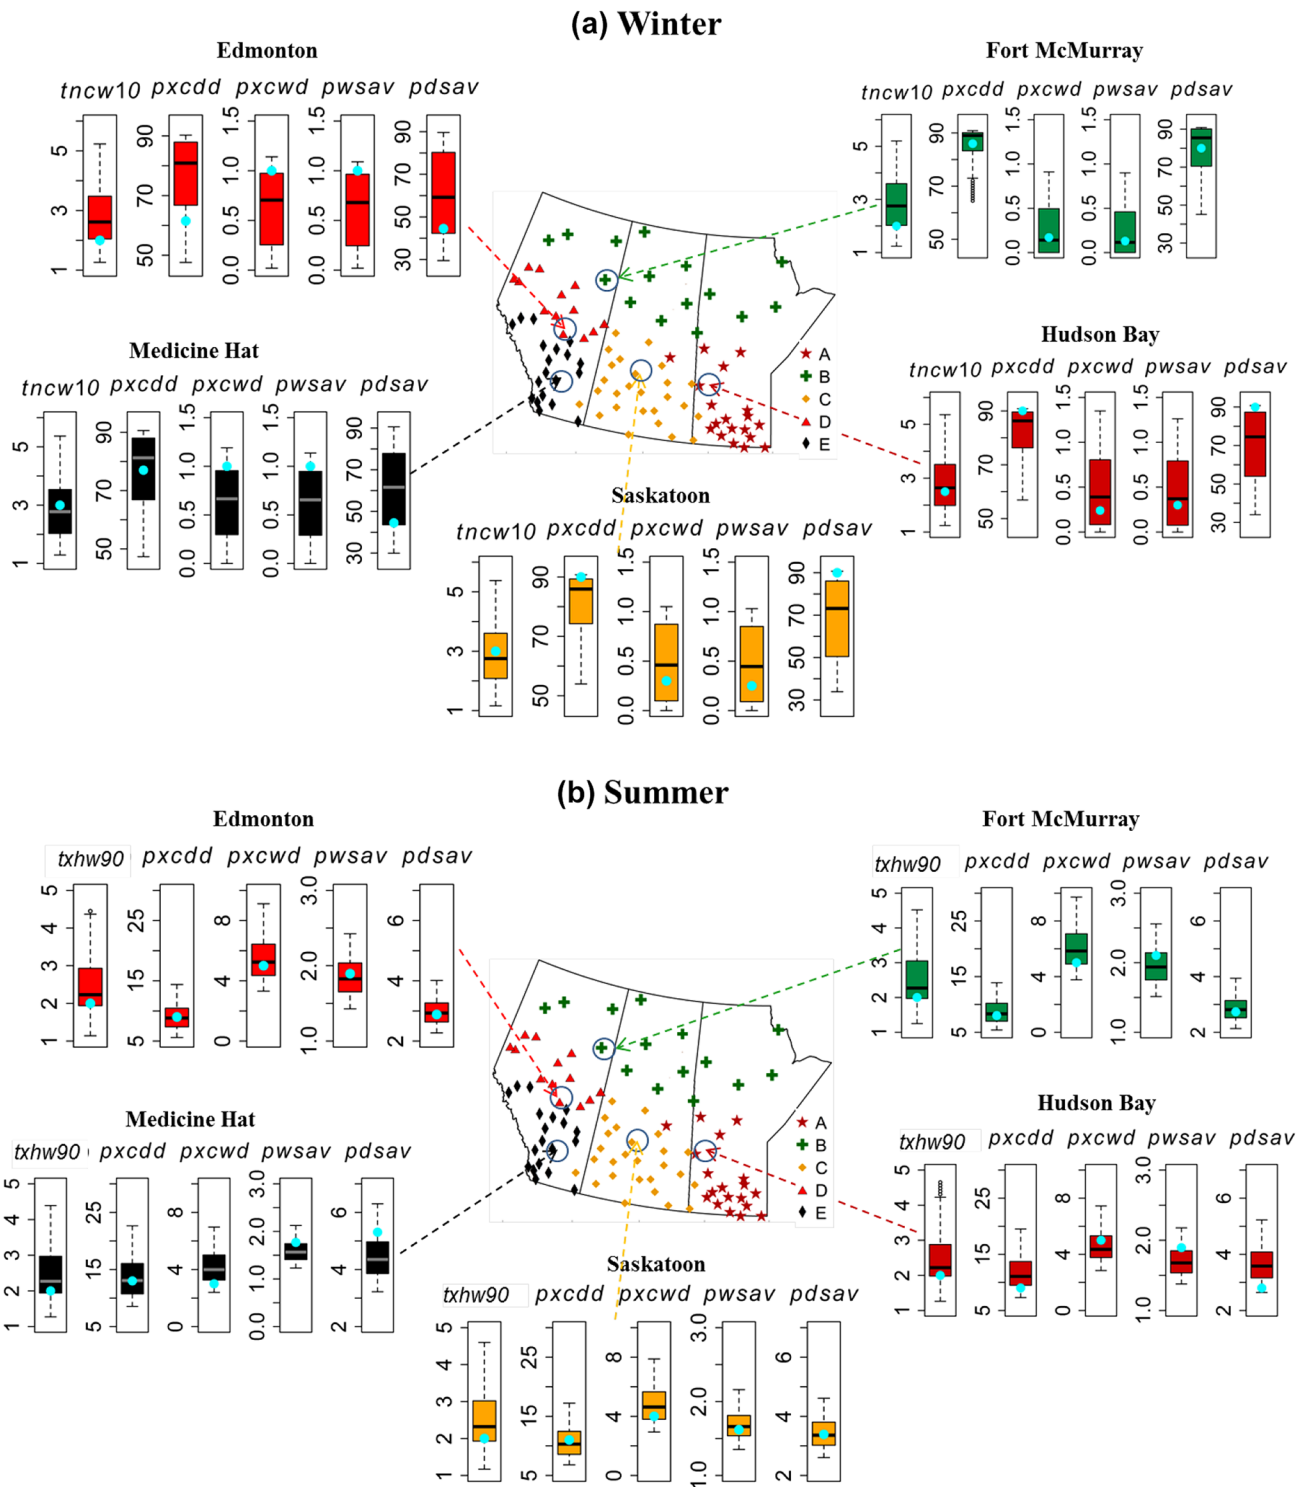 (a) Winter
Edmonton
Fort McMurray
tncw10 pxcdd pxcwd pwsav pdsav
tncw10 pxcdd pxcwd pwsav pdsav
1 3 5
50 70 90
0.0 0.5 1.0 1.5
0.0 0.5 1.0 1.5
30 50 70 90
1 3 5
50 70 90
0.0 0.5 1.0 1.5
0.0 0.5 1.0 1.5
30 50 70 90
Medicine Hat
Hudson Bay
tncw10 pxcdd pxcwd pwsav pdsav
tncw10 pxcdd pxcwd pwsav pdsav
A
B
C
D
E
1 3 5
50 70 90
0.0 0.5 1.0 1.5
0.0 0.5 1.0 1.5
30 50 70 90
1 3 5
50 70 90
0.0 0.5 1.0 1.5
0.0 0.5 1.0 1.5
30 50 70 90
Saskatoon
tncw10 pxcdd pxcwd pwsav pdsav
1 3 5
50 70 90
0.0 0.5 1.0 1.5
0.0 0.5 1.0 1.5
30 50 70 90
(b) Summer
Edmonton
Fort McMurray
txhw90 pxcdd pxcwd pwsav pdsav
txhw90 pxcdd pxcwd pwsav pdsav
1 2 3 4 5
5 15 25
0 4 8
1.0 2.0 3.0
2 4 6
1 2 3 4 5
5 15 25
0 4 8
1.0 2.0 3.0
2 4 6
Medicine Hat
Hudson Bay
txhw90 pxcdd pxcwd pwsav pdsav
txhw90 pxcdd pxcwd pwsav pdsav
A
B
C
D
E
1 2 3 4 5
5 15 25
0 4 8
0.0 1.0 2.0 3.0
2 4 6
1 2 3 4 5
5 15 25
0 4 8
1.0 2.0 3.0
2 4 6 8
Saskatoon
txhw90 pxcdd pxcwd pwsav pdsav
1 2 3 4 5
5 15 25
0 4 8
1.0 2.0 3.0
2 4 6